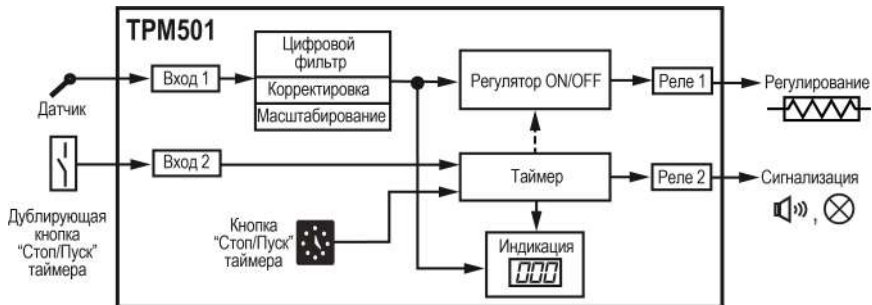 ТРМ501
Датчик
Вход 1
Цифровой
фильтр
Корректировка
Масштабирование
Регулятор ON/OFF
Реле 1
Регулирование
Вход 2
Таймер
Реле 2
Сигнализация
,
Дублирующая
кнопка
"Стоп/Пуск"
таймера
Кнопка
"Стоп/Пуск"
таймера
Индикация
000